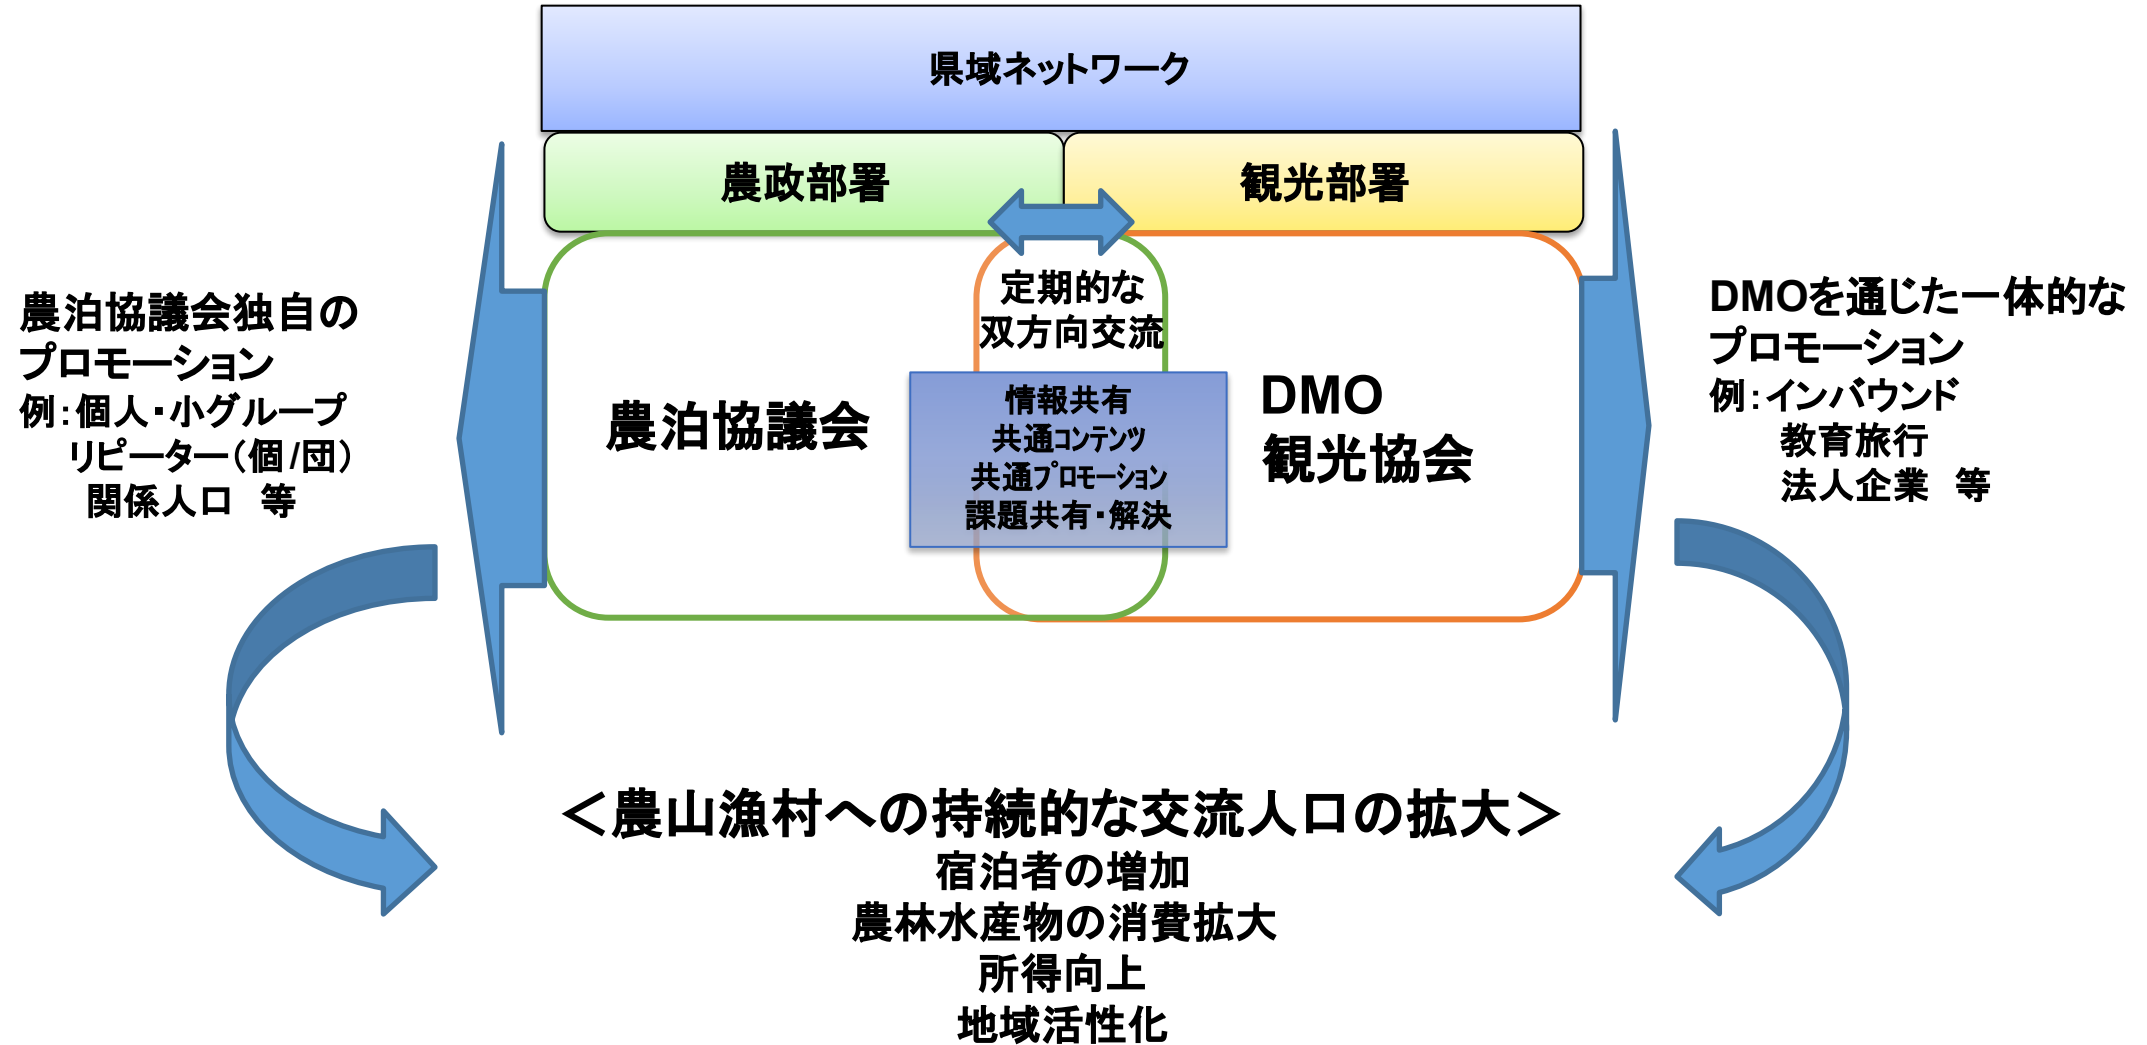 県域ネットワーク
農政部署
観光部署
定期的な
双方向交流
農泊協議会独自の
プロモーション
例：個人・小グループ
リピーター（個/団）
関係人口　等
農泊協議会
情報共有
共通コンテンツ
共通プロモーション
課題共有・解決
DMO
観光協会
DMOを通じた一体的な
プロモーション
例：インバウンド
教育旅行
法人企業　等
＜農山漁村への持続的な交流人口の拡大＞
宿泊者の増加
農林水産物の消費拡大
所得向上
地域活性化